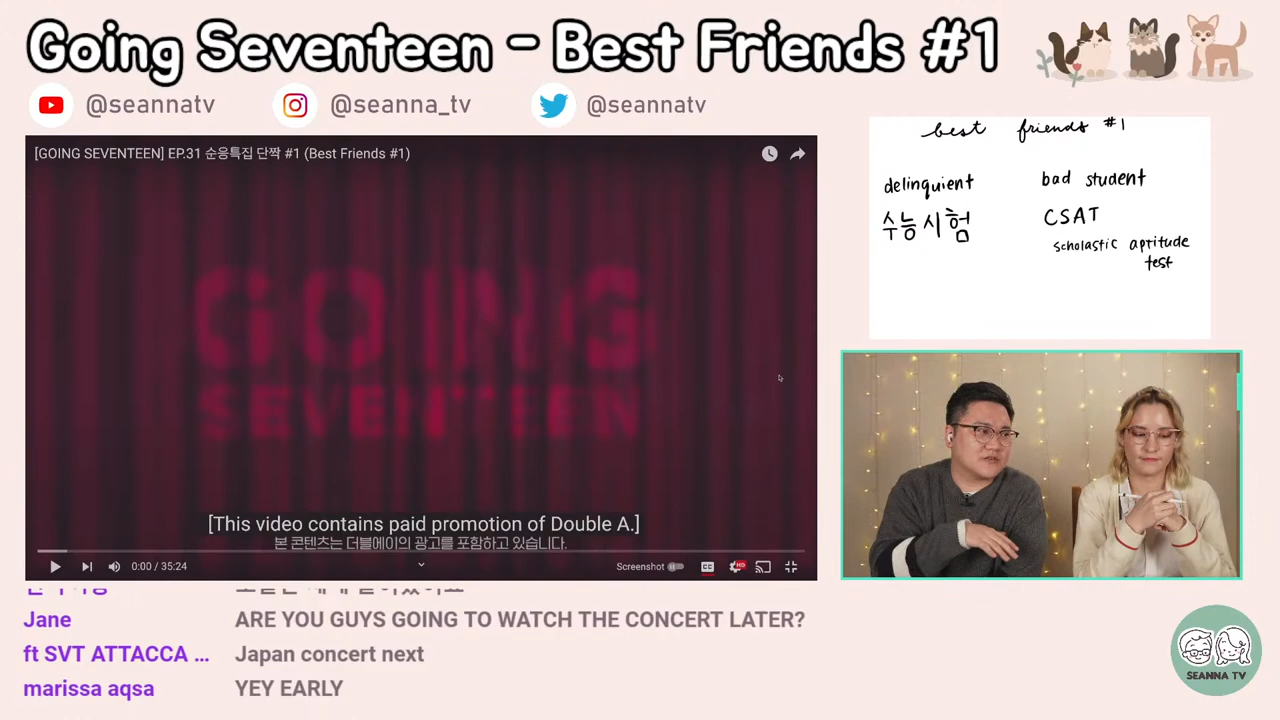 Going Seventeen - Best Friends #1
@seannatv
@seanna_tv
@seannatv
[GOING SEVENTEEN] EP.31 순응특집 단짝 #1 (Best Friends #1)
GOING
SEVENTEEN
[This video contains paid promotion of Double A.]
본 콘텐츠는 더블에이의 광고를 포함하고 있습니다.
0:00 / 35:24
Screenshot
CC
HD
best friends #1
delinquient bad student
수능시험 CSAT
scholastic aptitude
test
Jane ARE YOU GUYS GOING TO WATCH THE CONCERT LATER?
ft SVT ATTACCA ... Japan concert next
marissa aqsa YEY EARLY
SEANNA TV